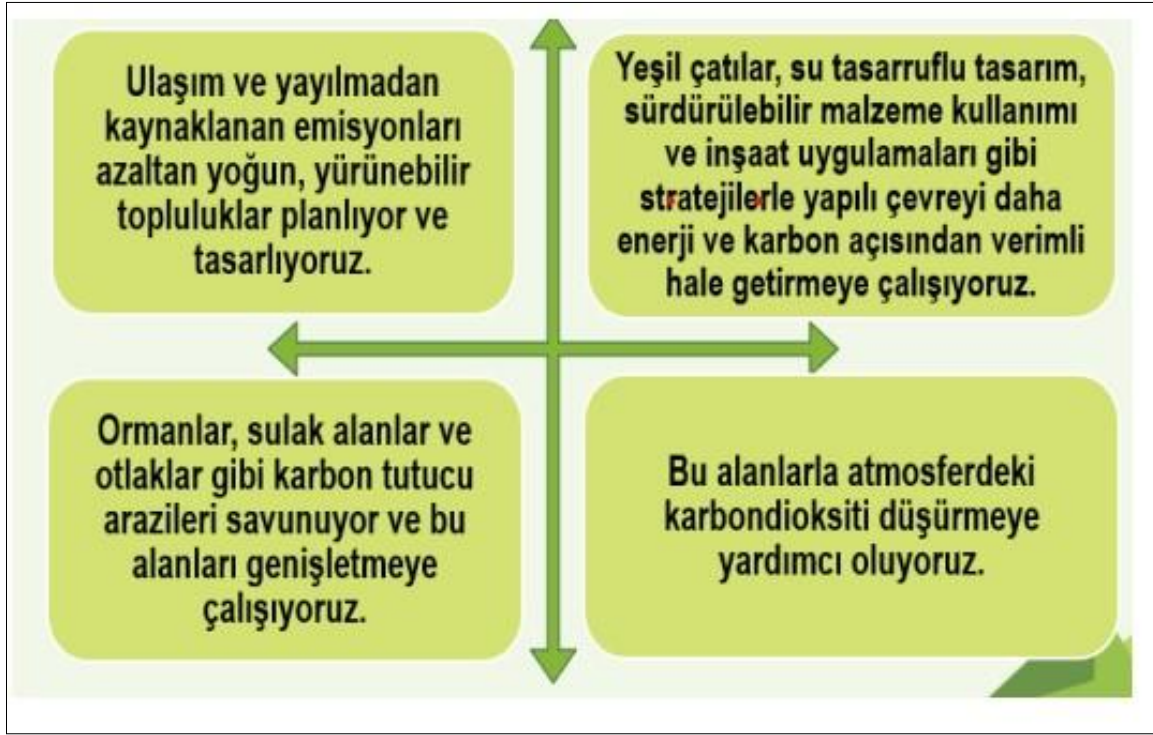 Ulaşım ve yayılmadan
kaynaklanan emisyonları
azaltan yoğun, yürünebilir
topluluklar planlıyor ve
tasarlıyoruz.
Yeşil çatılar, su tasarruflu tasarım,
sürdürülebilir malzeme kullanımı
ve inşaat uygulamaları gibi
stratejilerle yapılı çevreyi daha
enerji ve karbon açısından verimli
hale getirmeye çalışıyoruz.
Ormanlar, sulak alanlar ve
otlaklar gibi karbon tutucu
arazileri savunuyor ve bu
alanları genişletmeye
çalışıyoruz.
Bu alanlarla atmosferdeki
karbondioksiti düşürmeye
yardımcı oluyoruz.